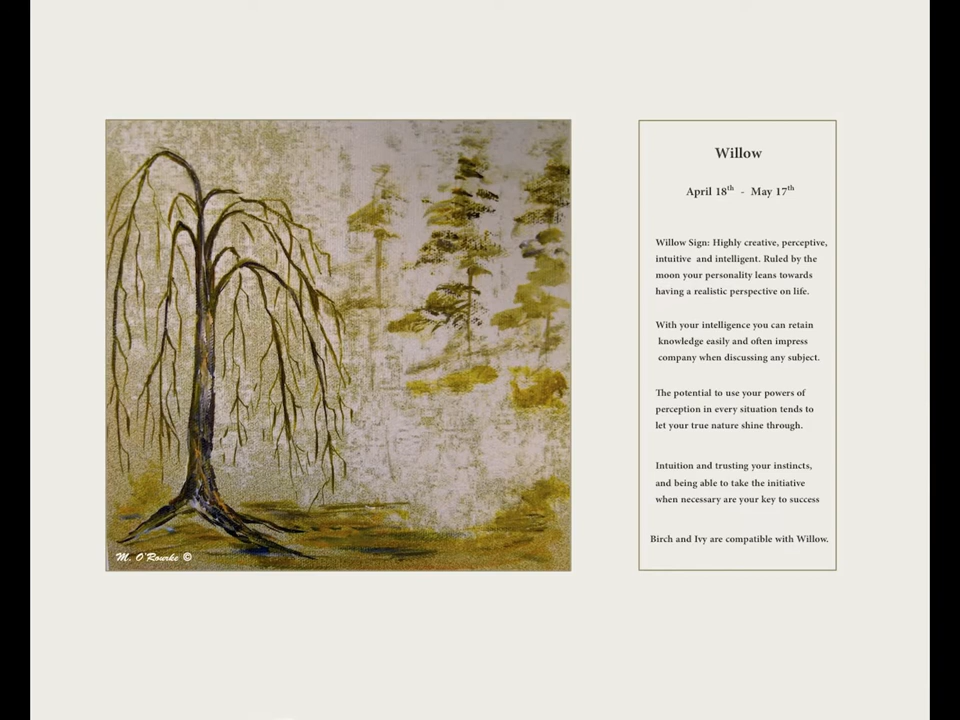 Willow
April 18th - May 17th
Willow Sign: Highly creative, perceptive,
intuitive and intelligent. Ruled by the
moon your personality leans towards
having a realistic perspective on life.
With your intelligence you can retain
knowledge easily and often impress
company when discussing any subject.
The potential to use your powers of
perception in every situation tends to
let your true nature shine through.
Intuition and trusting your instincts,
and being able to take the initiative
when necessary are your key to success
Birch and Ivy are compatible with Willow.
M. O'Rourke ©